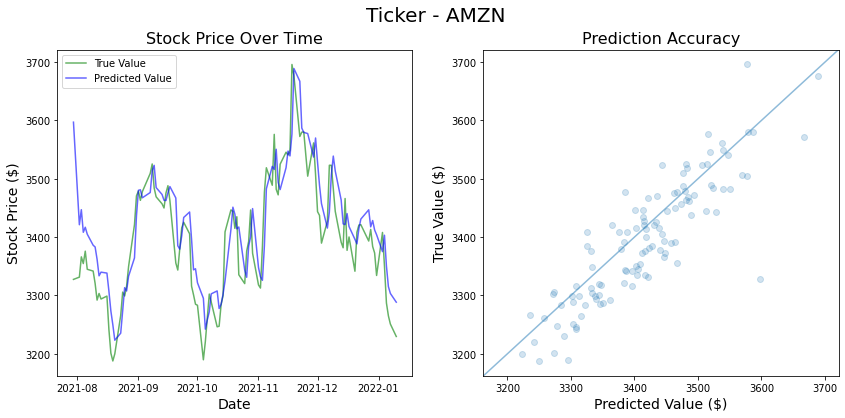 Ticker - AMZN
Stock Price Over Time
True Value
Predicted Value
Stock Price ($)
3700
3600
3500
3400
3300
3200
2021-08 2021-09 2021-10 2021-11 2021-12 2022-01
Date
Prediction Accuracy
True Value ($)
3700
3600
3500
3400
3300
3200
3200 3300 3400 3500 3600 3700
Predicted Value ($)